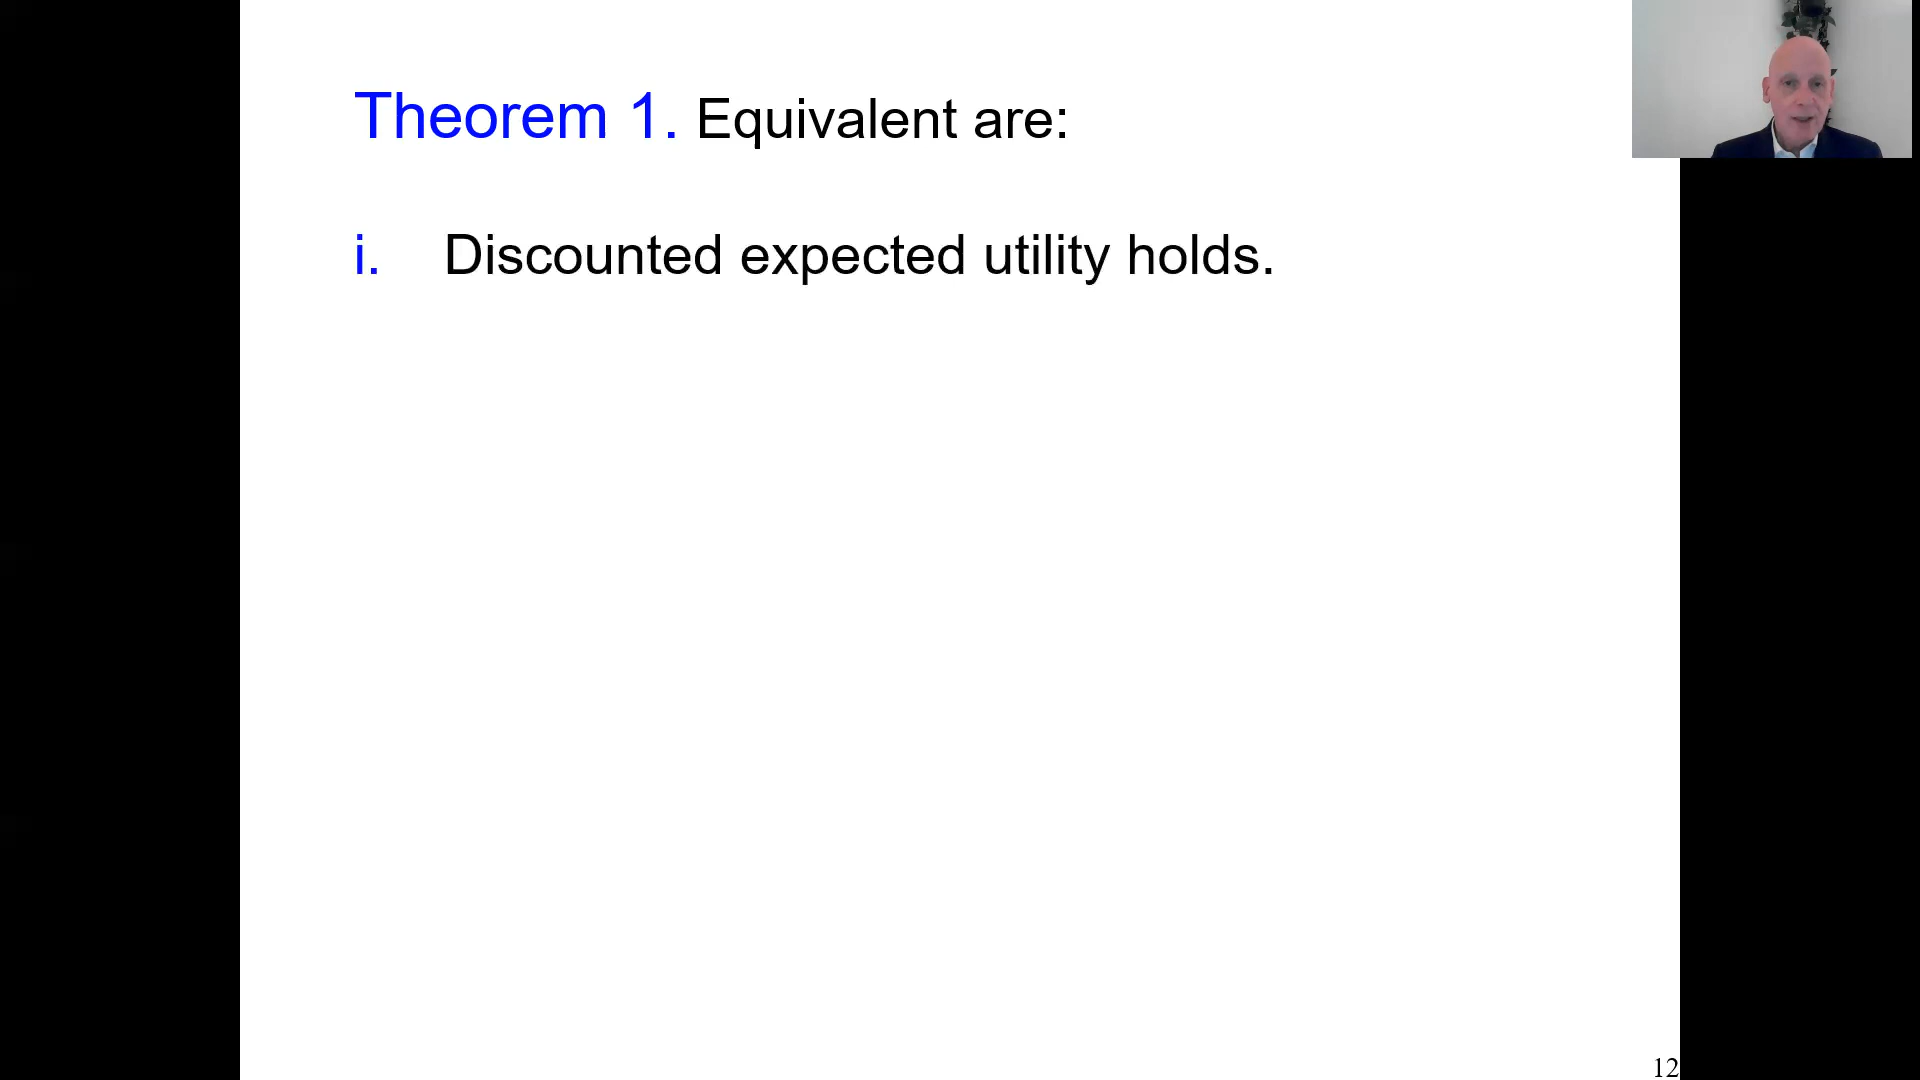 Theorem 1. Equivalent are:
i. Discounted expected utility holds.
12